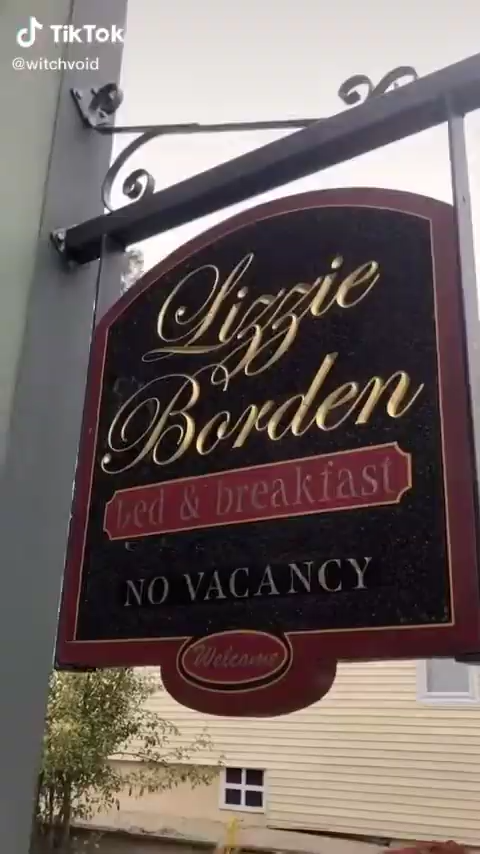 TikTok
@witchvoid
Lizzie
Borden
bed & breakfast
NO VACANCY
Welcome